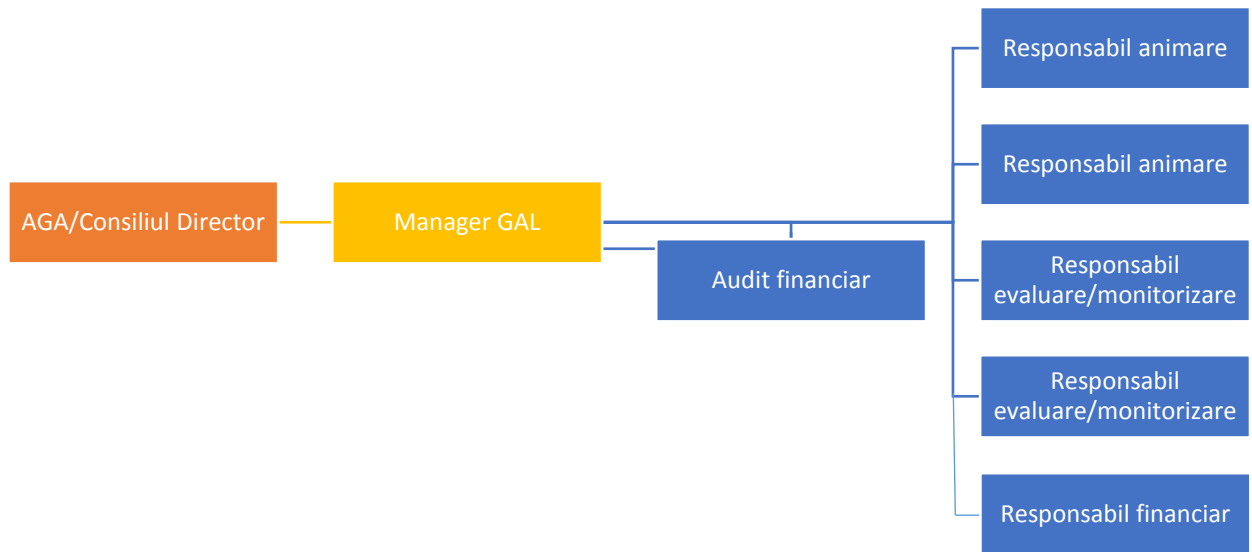 Responsabil animare
Responsabil animare
AGA/Consiliul Director
Manager GAL
Audit financiar
Responsabil
evaluare/monitorizare
Responsabil
evaluare/monitorizare
Responsabil financiar